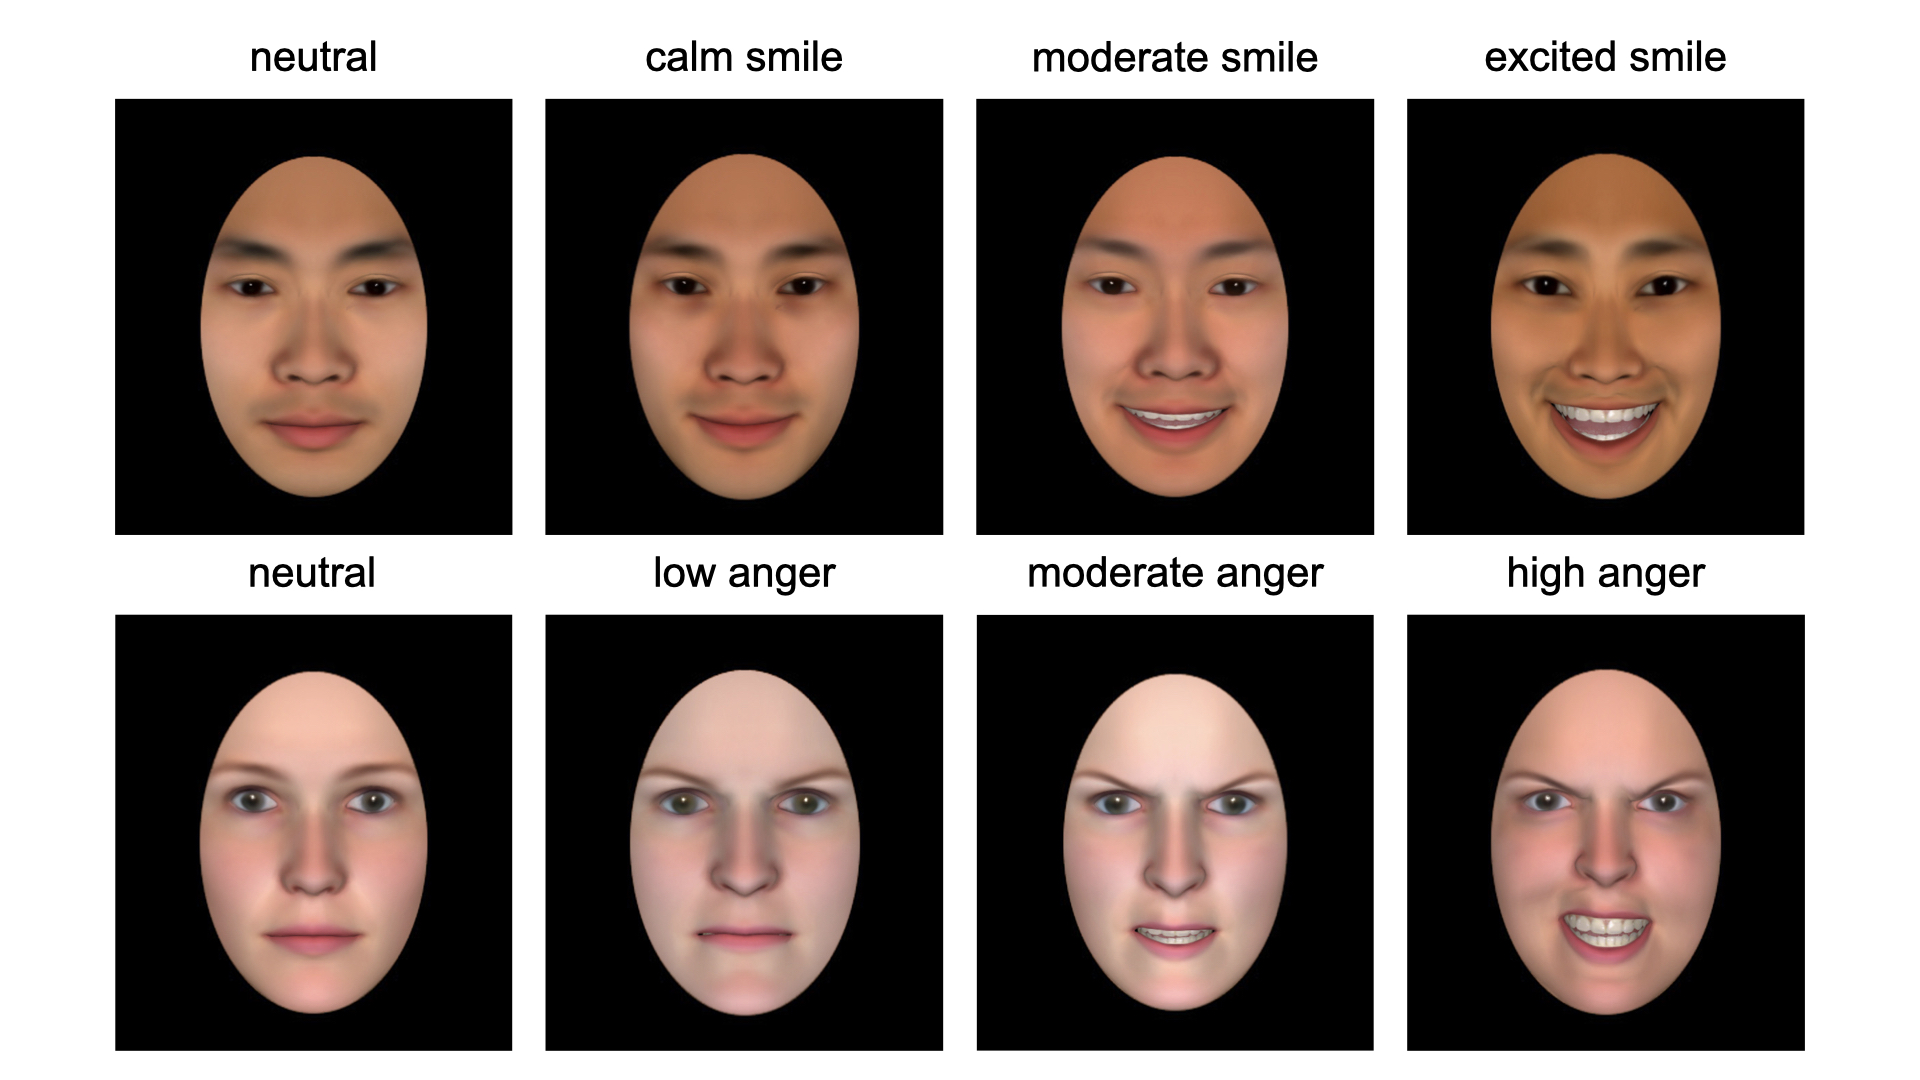 neutral
calm smile
moderate smile
excited smile
neutral
low anger
moderate anger
high anger